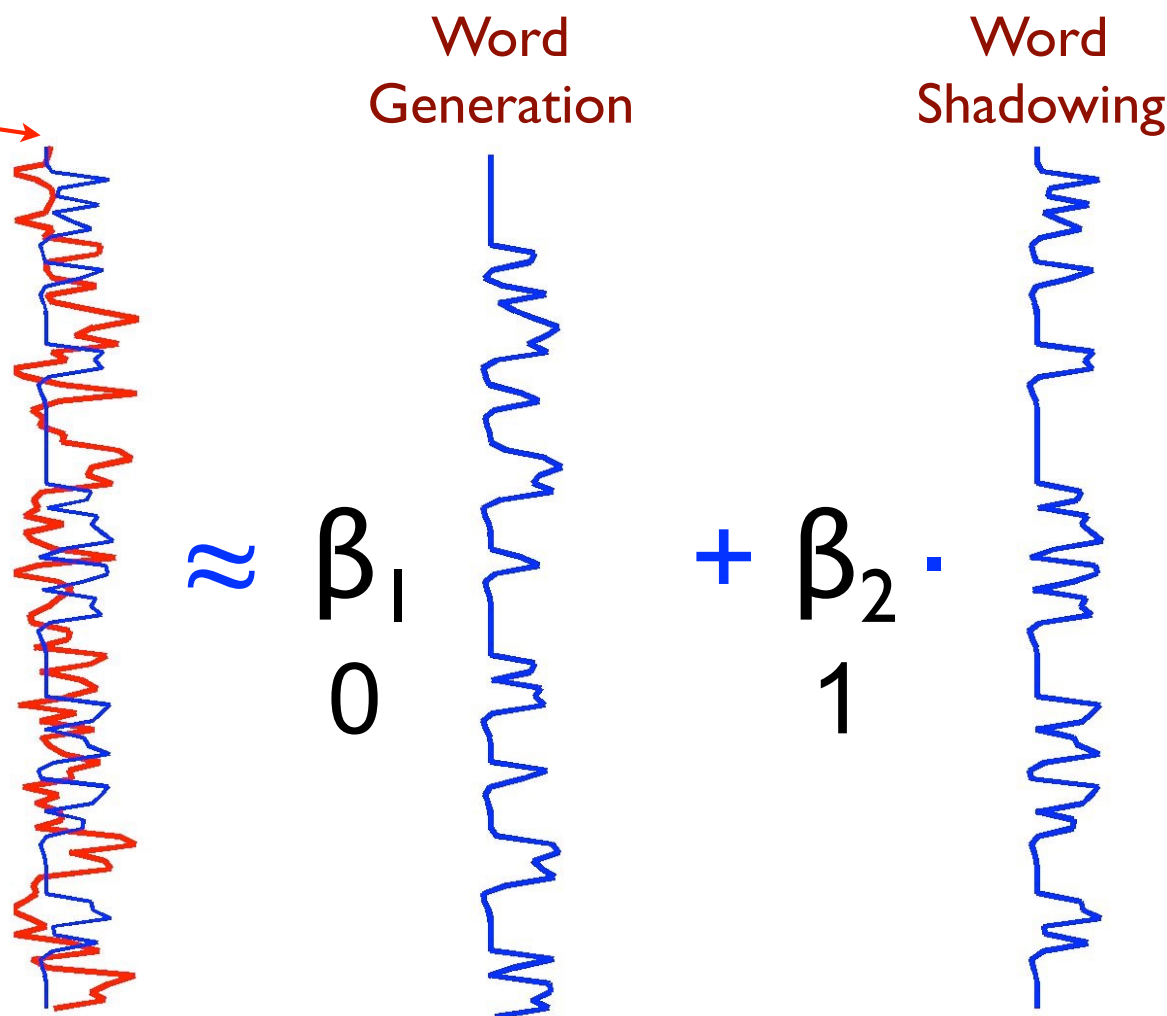 Word
Generation
Word
Shadowing
≈ β₁ + β₂ ·
0 1